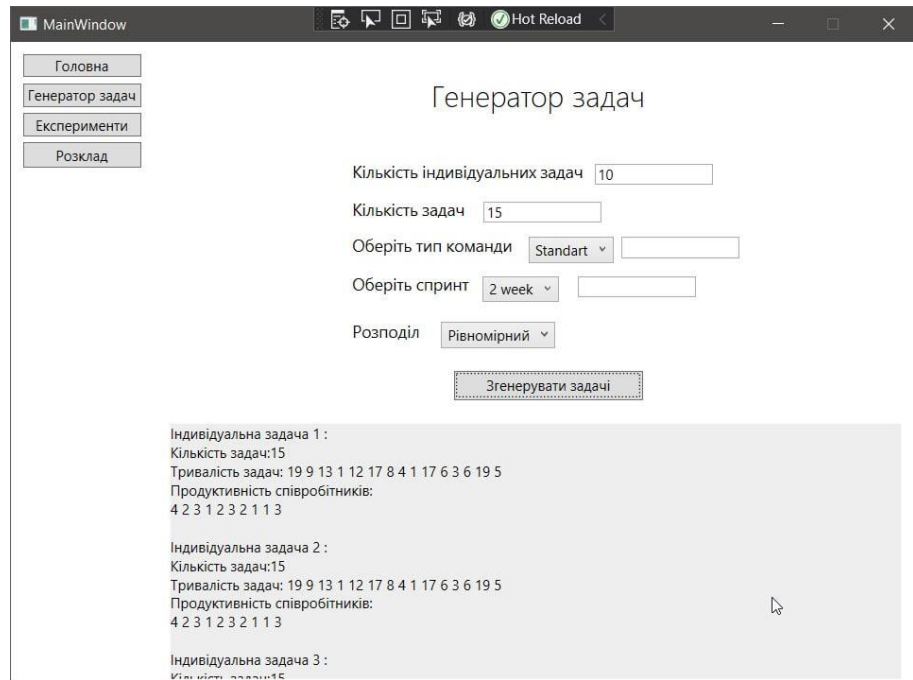 MainWindow
Hot Reload
Головна
Генератор задач
Експерименти
Розклад
Генератор задач
Кількість індивідуальних задач 10
Кількість задач 15
Оберіть тип команди Standart
Оберіть спринт 2 week
Розподіл Рівномірний
Згенерувати задачі
Індивідуальна задача 1 :
Кількість задач:15
Тривалість задач: 19 9 13 1 12 17 8 4 1 17 6 3 6 19 5
Продуктивність співробітників:
4 2 3 1 2 3 2 1 1 3
Індивідуальна задача 2 :
Кількість задач:15
Тривалість задач: 19 9 13 1 12 17 8 4 1 17 6 3 6 19 5
Продуктивність співробітників:
4 2 3 1 2 3 2 1 1 3
Індивідуальна задача 3 :
Кількість задач:15